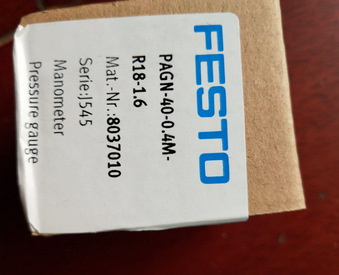 FESTO
PAGN-40-0.4M-
R18-1.6
Mat.-Nr.:8037010
Serie:J545
Manometer
Pressure gauge